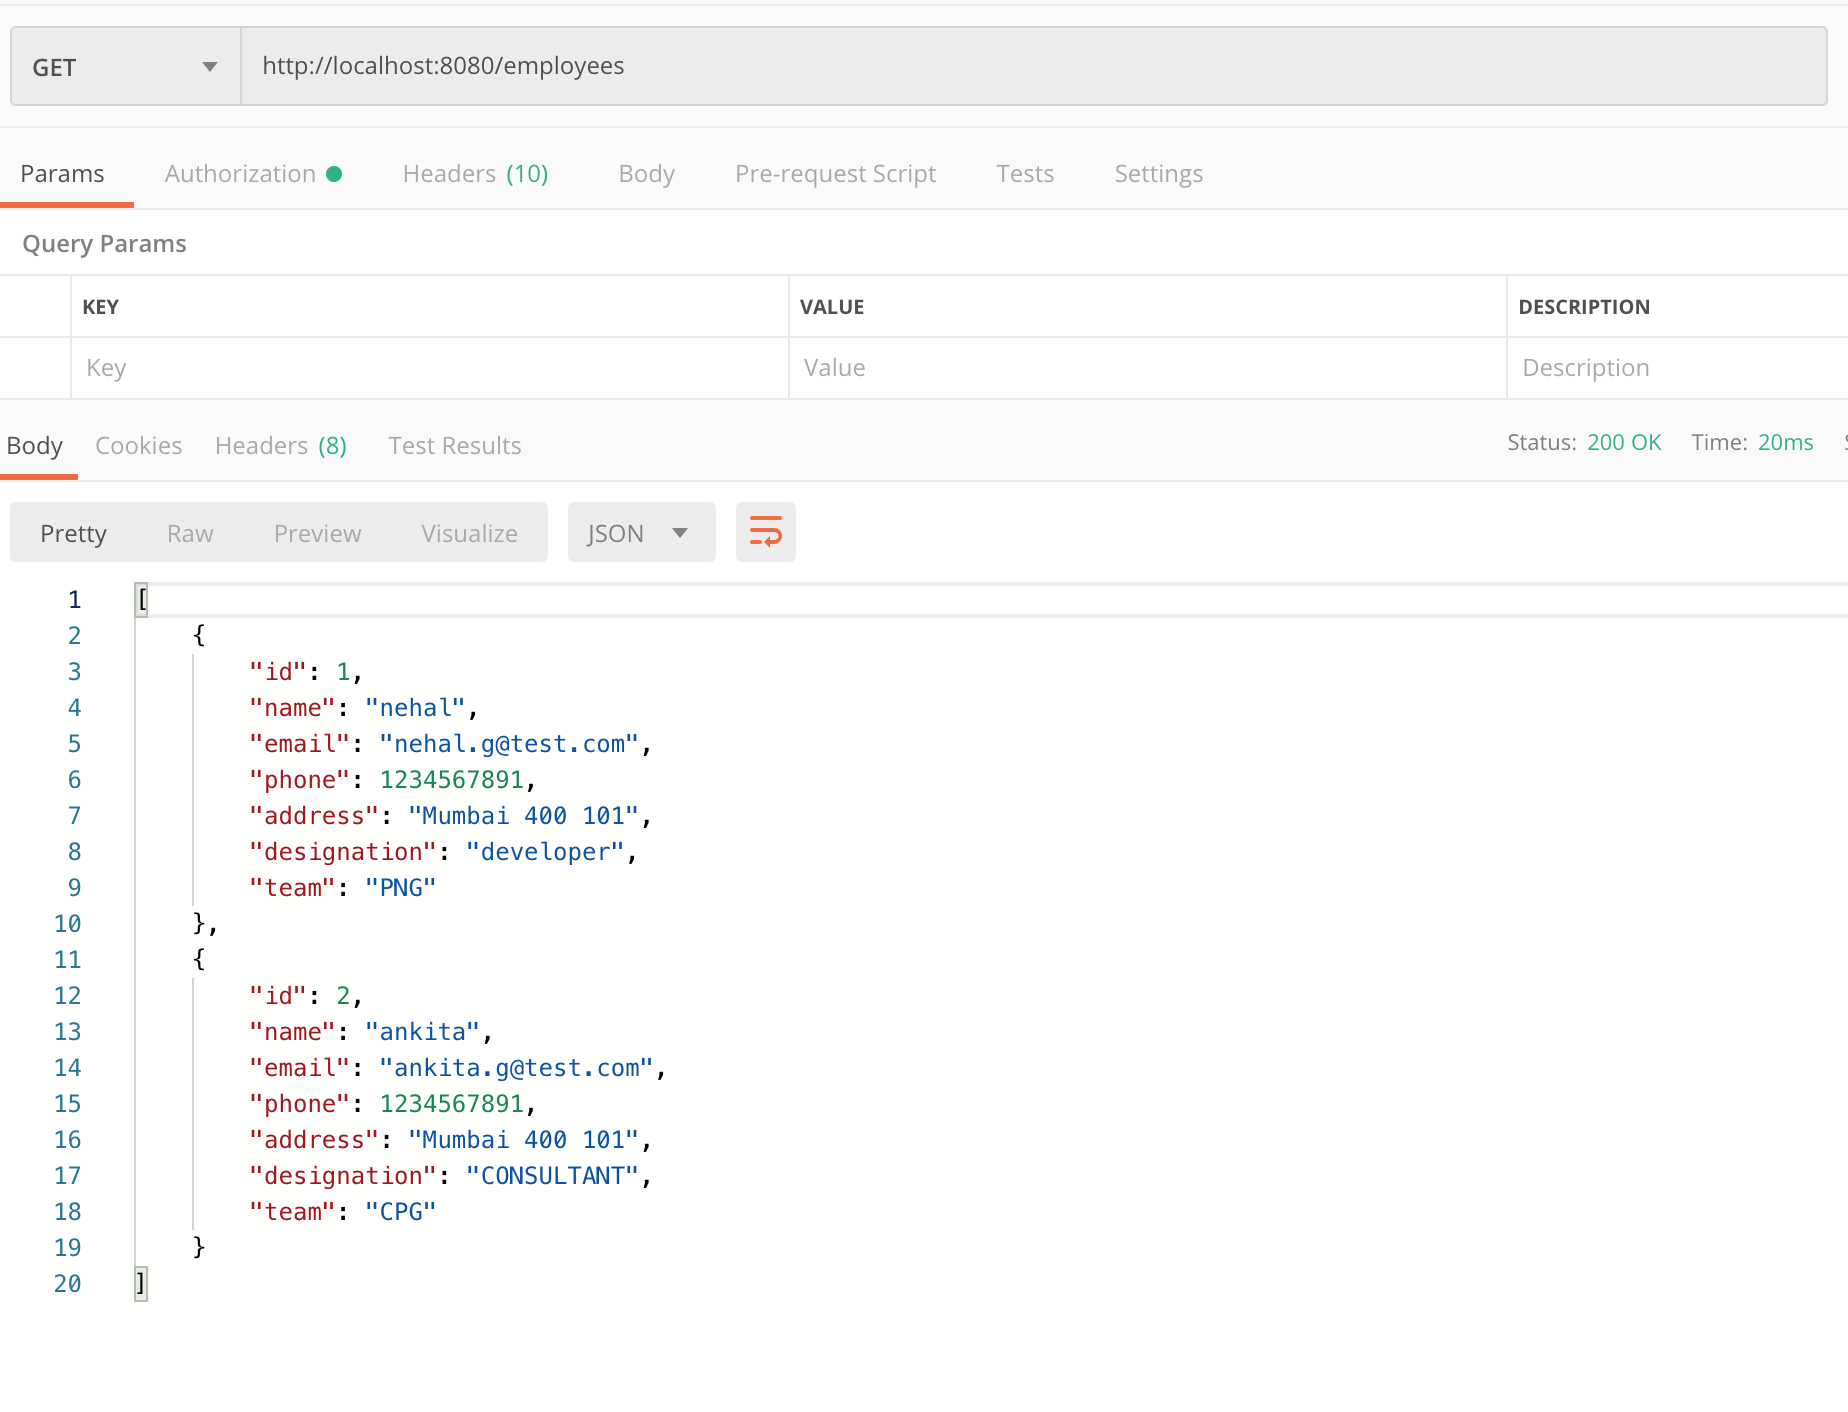 GET http://localhost:8080/employees
Params Authorization Headers (10) Body Pre-request Script Tests Settings
Query Params
KEY VALUE DESCRIPTION
Key Value Description
Body Cookies Headers (8) Test Results Status: 200 OK Time: 20ms
Pretty Raw Preview Visualize JSON
1 [
2 {
3 "id": 1,
4 "name": "nehal",
5 "email": "nehal.g@test.com",
6 "phone": 1234567891,
7 "address": "Mumbai 400 101",
8 "designation": "developer",
9 "team": "PNG"
10 },
11 {
12 "id": 2,
13 "name": "ankita",
14 "email": "ankita.g@test.com",
15 "phone": 1234567891,
16 "address": "Mumbai 400 101",
17 "designation": "CONSULTANT",
18 "team": "CPG"
19 }
20 ]